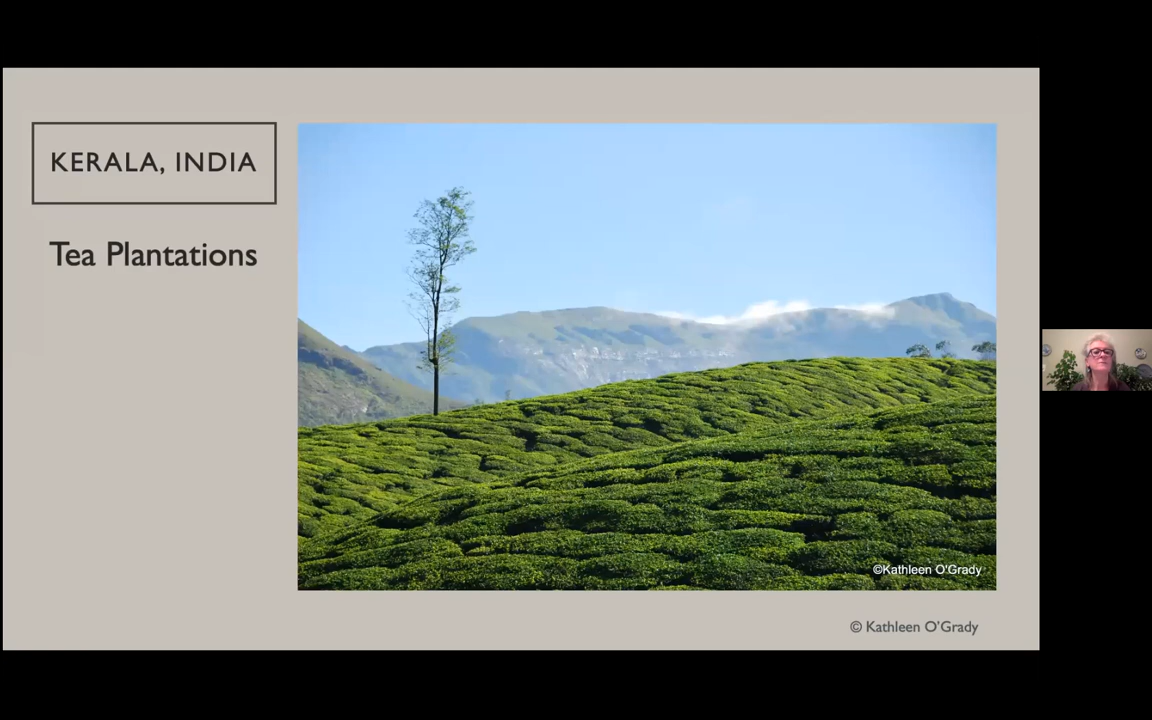 KERALA, INDIA
Tea Plantations
©Kathleen O'Grady
© Kathleen O'Grady